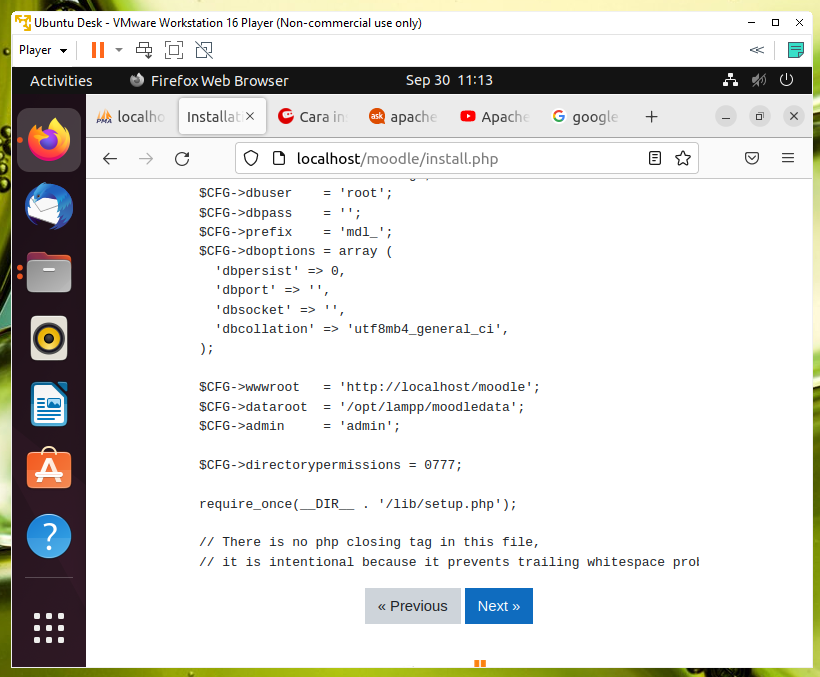 Ubuntu Desk - VMware Workstation 16 Player (Non-commercial use only)
Player
Activities
Firefox Web Browser
Sep 30 11:13
PMA localho
Installat
Cara in
ask apache
Apache
google
localhost/moodle/install.php
$CFG->dbuser    = 'root';
$CFG->dbpass    = '';
$CFG->prefix    = 'mdl_';
$CFG->dboptions = array (
  'dbpersist' => 0,
  'dbport' => '',
  'dbsocket' => '',
  'dbcollation' => 'utf8mb4_general_ci',
);
$CFG->wwwroot   = 'http://localhost/moodle';
$CFG->dataroot  = '/opt/lampp/moodledata';
$CFG->admin     = 'admin';
$CFG->directorypermissions = 0777;
require_once(__DIR__ . '/lib/setup.php');
// There is no php closing tag in this file,
// it is intentional because it prevents trailing whitespace prob
« Previous
Next »